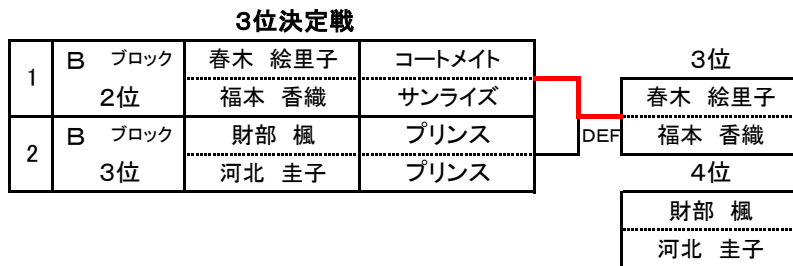 3位決定戦
1 B ブロック 春木 絵里子 コートメイト 3位
2位 福本 香織 サンライズ 春木 絵里子
2 B ブロック 財部 楓 プリンス DEF 福本 香織
3位 河北 圭子 プリンス 4位
財部 楓
河北 圭子